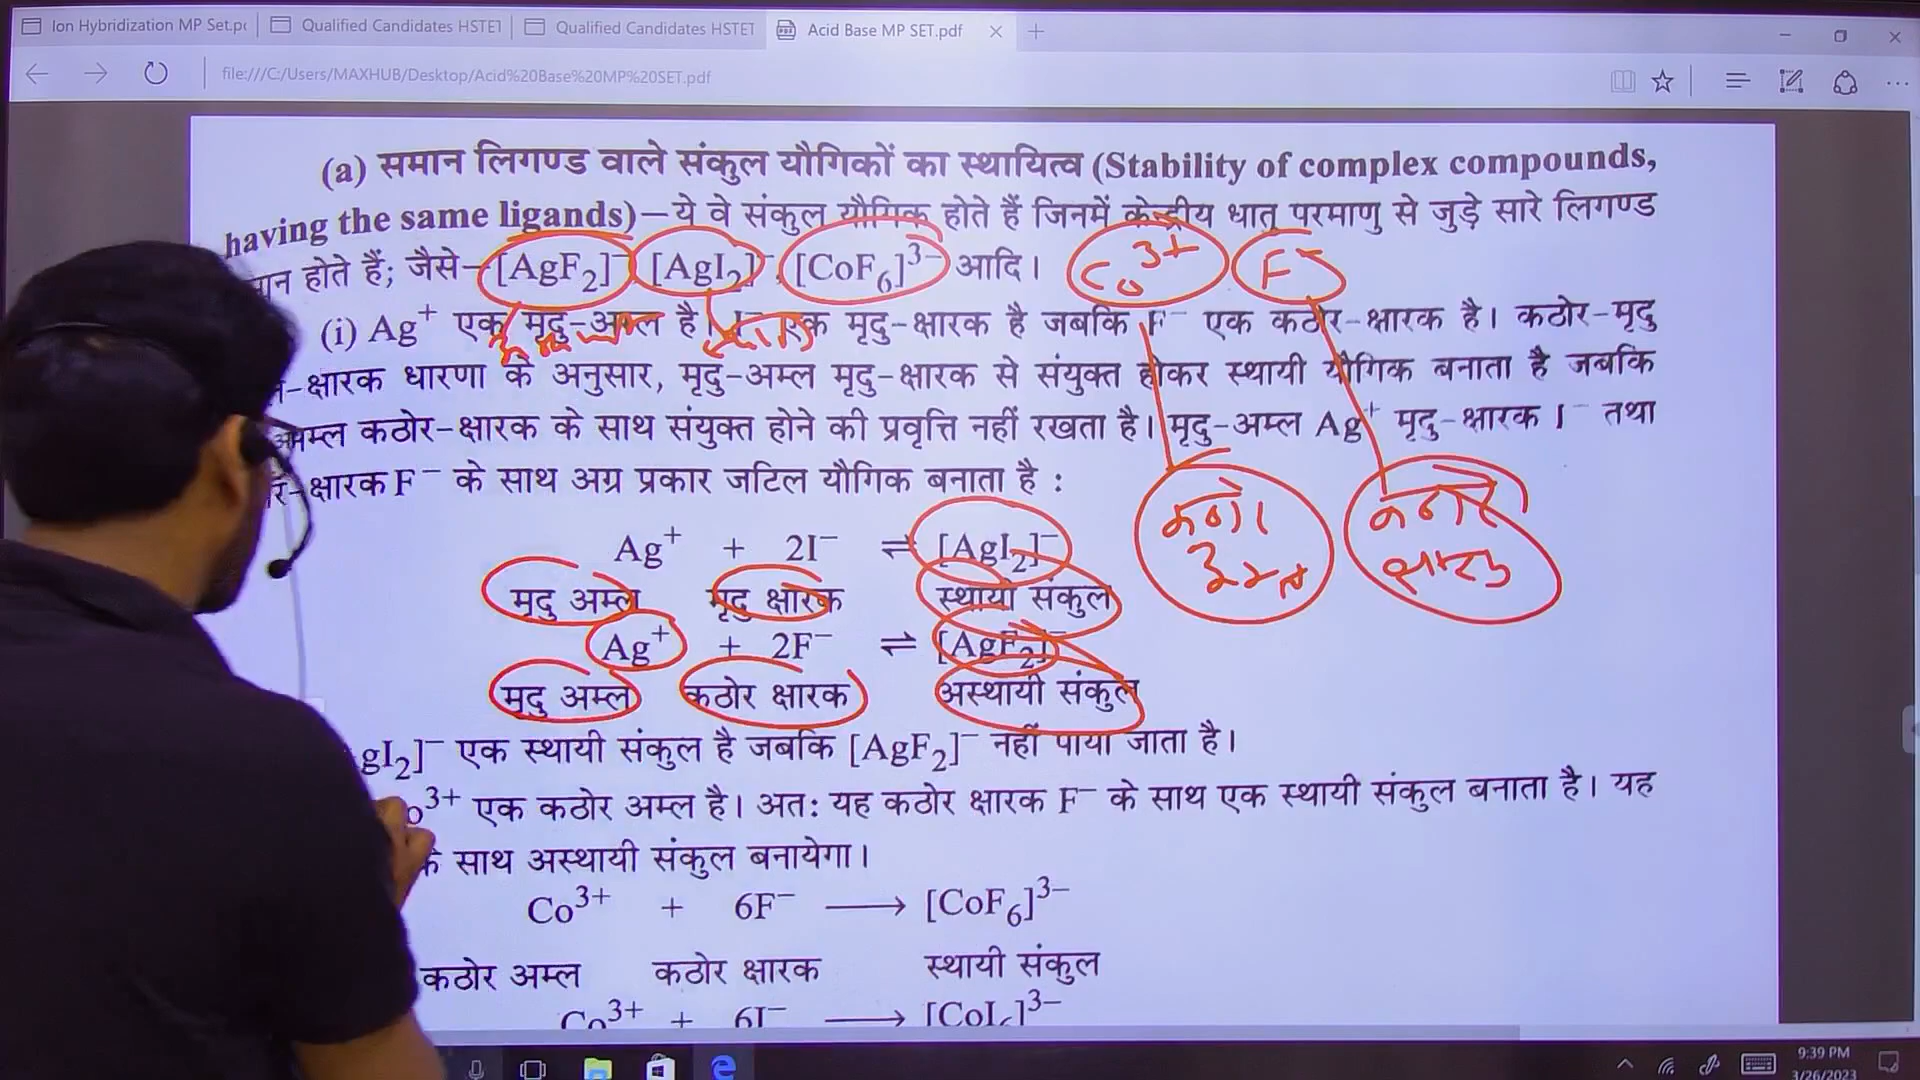 Ion Hybridization MP Set.pc
Qualified Candidates HSTET
Qualified Candidates HSTET
Acid Base MP SET.pdf
file:///C:/Users/MAXHUB/Desktop/Acid%20Base%20MP%20SET.pdf
(a) समान लिगण्ड वाले संकुल यौगिकों का स्थायित्व (Stability of complex compounds,
having the same ligands)—ये वे संकुल यौगिक होते हैं जिनमें केन्द्रीय धातु परमाणु से जुड़े सारे लिगण्ड
होते हैं; जैसे—[AgF₂]⁻ [AgI₂]⁻, [CoF₆]³⁻ आदि।
Co³⁺ F⁻
(i) Ag⁺ एक मृदु-अम्ल है। I⁻ एक मृदु-क्षारक है जबकि F⁻ एक कठोर-क्षारक है। कठोर-मृदु
क्षारक धारणा के अनुसार, मृदु-अम्ल मृदु-क्षारक से संयुक्त होकर स्थायी यौगिक बनाता है जबकि
कठोर-क्षारक के साथ संयुक्त होने की प्रवृत्ति नहीं रखता है। मृदु-अम्ल Ag⁺ मृदु-क्षारक I⁻ तथा
क्षारक F⁻ के साथ अग्र प्रकार जटिल यौगिक बनाता है :
Ag⁺ + 2I⁻ ⇌ [AgI₂]⁻
मृदु अम्ल मृदु क्षारक स्थायी संकुल
Ag⁺ + 2F⁻ ⇌ [AgF₂]⁻
मृदु अम्ल कठोर क्षारक अस्थायी संकुल
gI₂]⁻ एक स्थायी संकुल है जबकि [AgF₂]⁻ नहीं पाया जाता है।
o³⁺ एक कठोर अम्ल है। अतः यह कठोर क्षारक F⁻ के साथ एक स्थायी संकुल बनाता है। यह
के साथ अस्थायी संकुल बनायेगा।
Co³⁺ + 6F⁻ ⟶ [CoF₆]³⁻
कठोर अम्ल कठोर क्षारक स्थायी संकुल
Co³⁺ + 6I⁻ ⟶ [CoI₆]³⁻
9:39 PM
3/26/2023